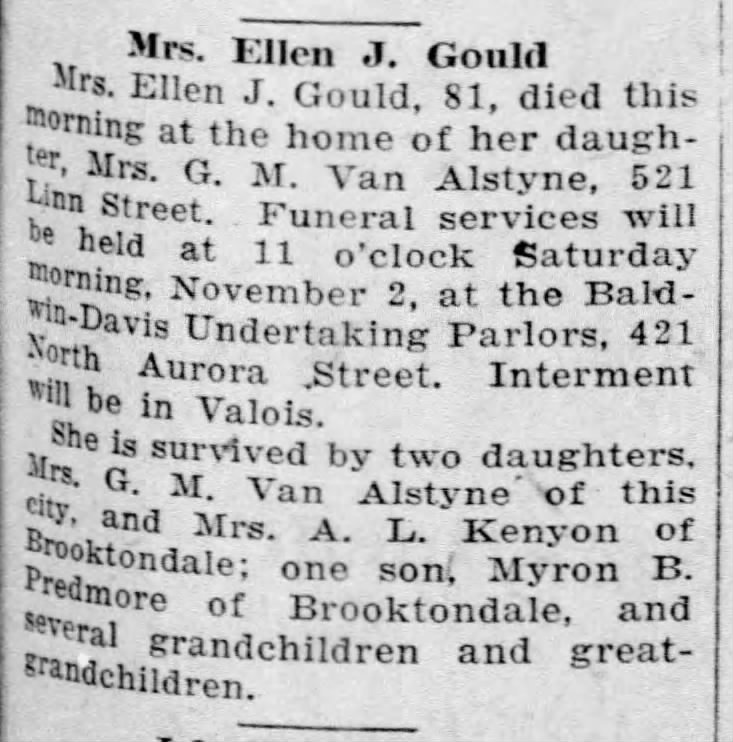 Mrs. Ellen J. Gould
Mrs. Ellen J. Gould, 81, died this
morning at the home of her daugh-
ter, Mrs. G. M. Van Alstyne, 521
Linn Street. Funeral services will
be held at 11 o'clock Saturday
morning, November 2, at the Bald-
win-Davis Undertaking Parlors, 421
North Aurora Street. Interment
will be in Valois.
She is survived by two daughters,
Mrs. G. M. Van Alstyne of this
city, and Mrs. A. L. Kenyon of
Brooktondale; one son, Myron B.
Predmore of Brooktondale, and
several grandchildren and great-
grandchildren.